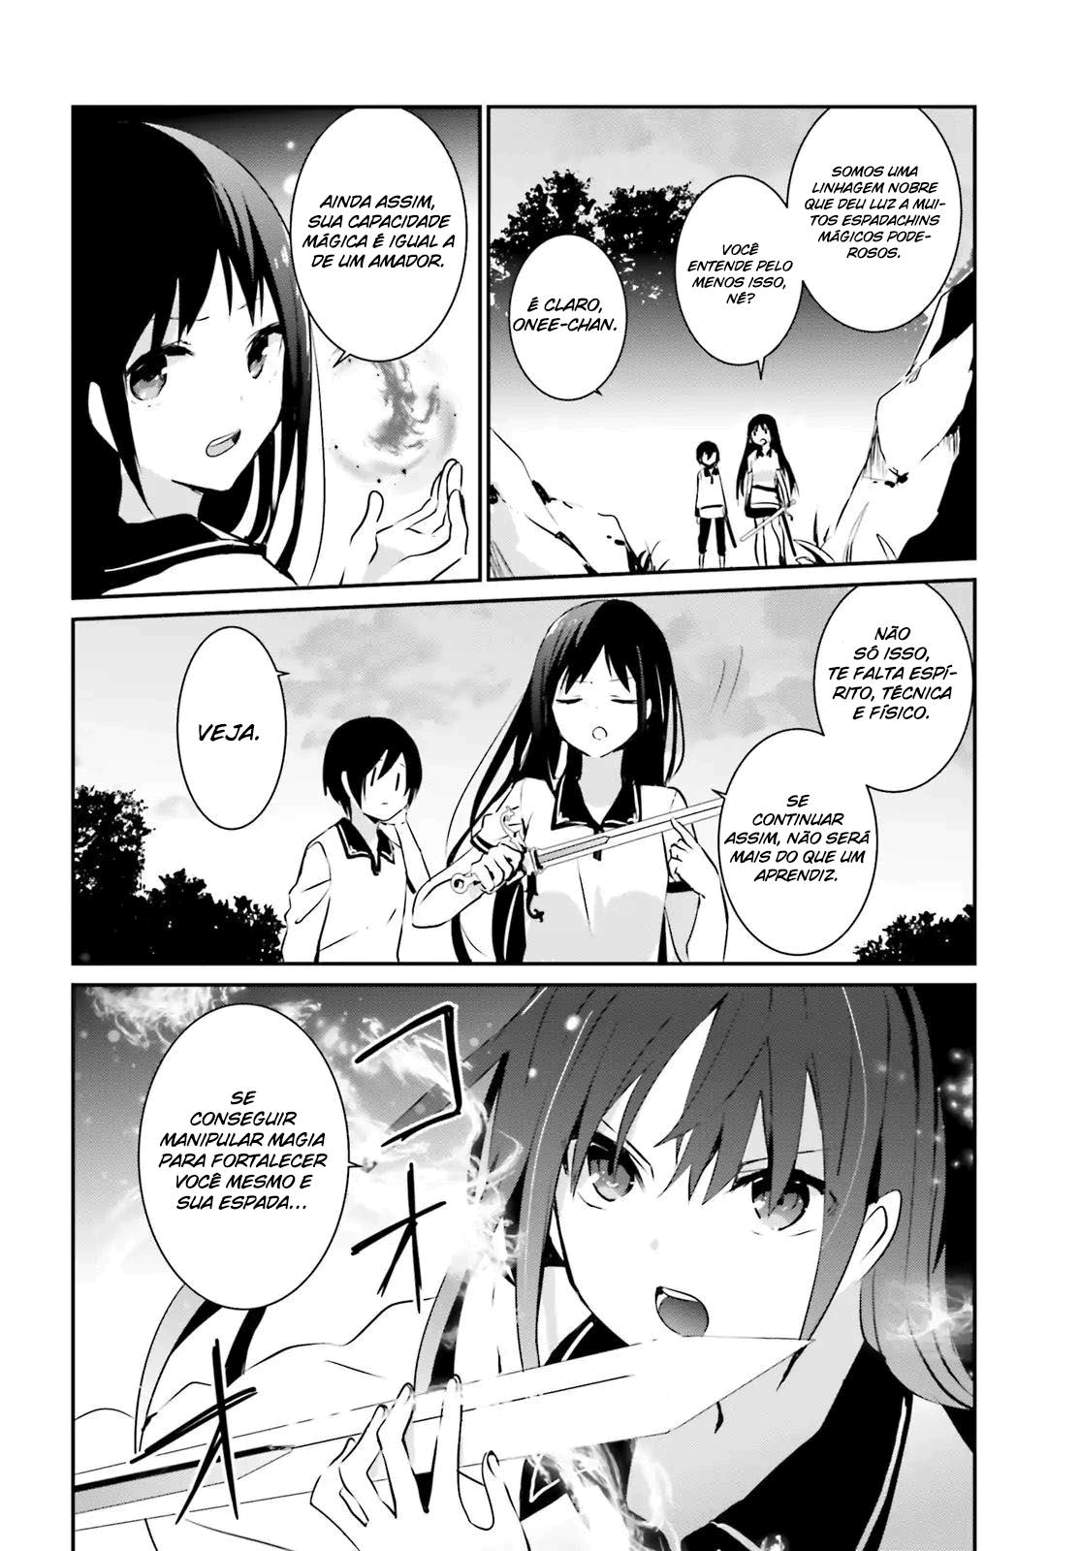 SOMOS UMA
LINHAGEM NOBRE
QUE DEU LUZ A MUI-
TOS ESPADACHINS
MÁGICOS PODE-
ROSOS.
VOCÊ
ENTENDE PELO
MENOS ISSO,
NÉ?
É CLARO,
ONEE-CHAN.
AINDA ASSIM,
SUA CAPACIDADE
MÁGICA É IGUAL A
DE UM AMADOR.
NÃO
SÓ ISSO,
TE FALTA ESPÍ-
RITO, TÉCNICA
E FÍSICO.
SE
CONTINUAR
ASSIM, NÃO SERÁ
MAIS DO QUE UM
APRENDIZ.
VEJA.
SE
CONSEGUIR
MANIPULAR MAGIA
PARA FORTALECER
VOCÊ MESMO E
SUA ESPADA...
コオオ